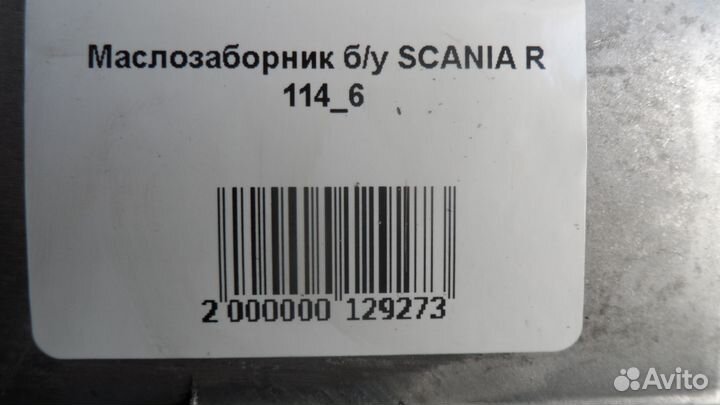 Маслозаборник б/у SCANIA R
114_6
2 000000 129273
Avito